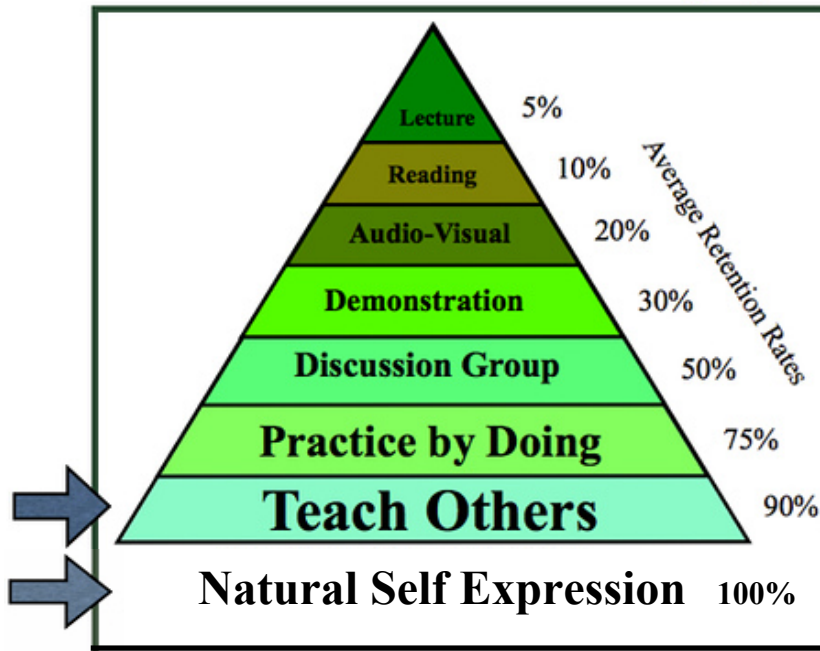 Lecture 5%
Reading 10%
Audio-Visual 20%
Demonstration 30%
Discussion Group 50%
Practice by Doing 75%
Teach Others 90%
Natural Self Expression 100%
Average Retention Rates